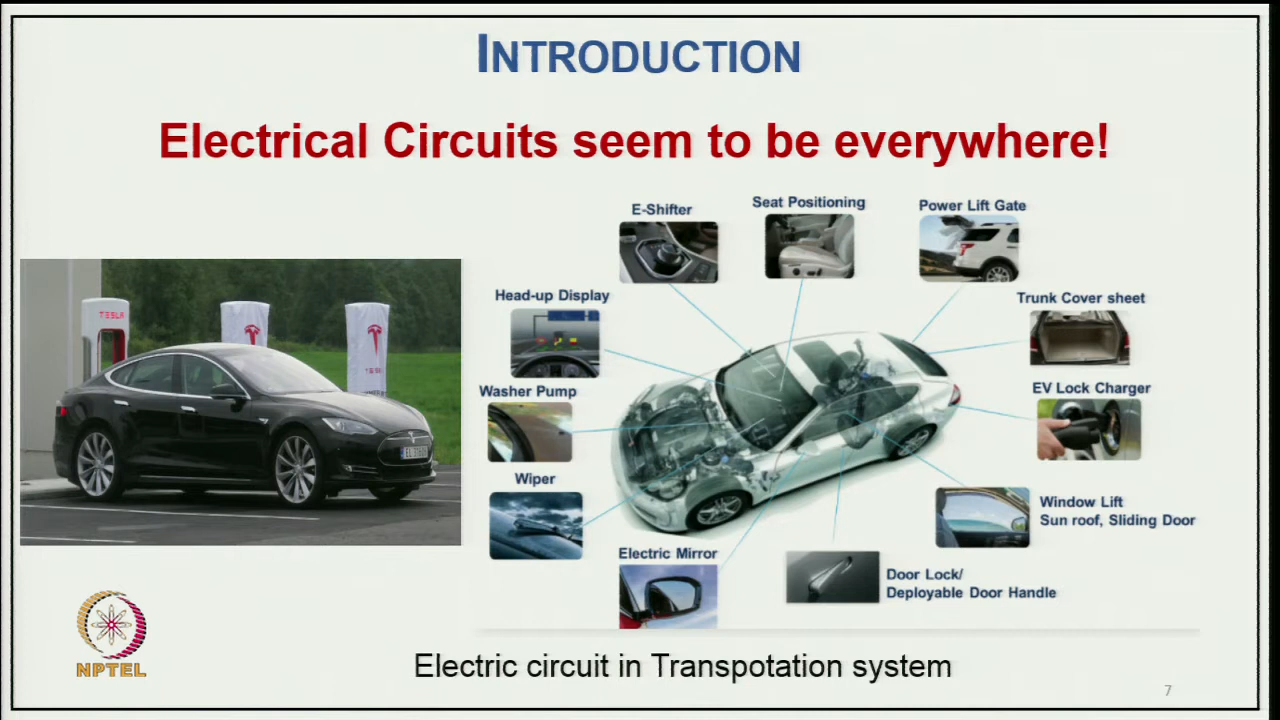 INTRODUCTION
Electrical Circuits seem to be everywhere!
E-Shifter
Seat Positioning
Power Lift Gate
Head-up Display
Trunk Cover sheet
TESLA
Washer Pump
EV Lock Charger
Wiper
Window Lift
Sun roof, Sliding Door
Electric Mirror
Door Lock/
Deployable Door Handle
NPTEL
Electric circuit in Transpotation system
7